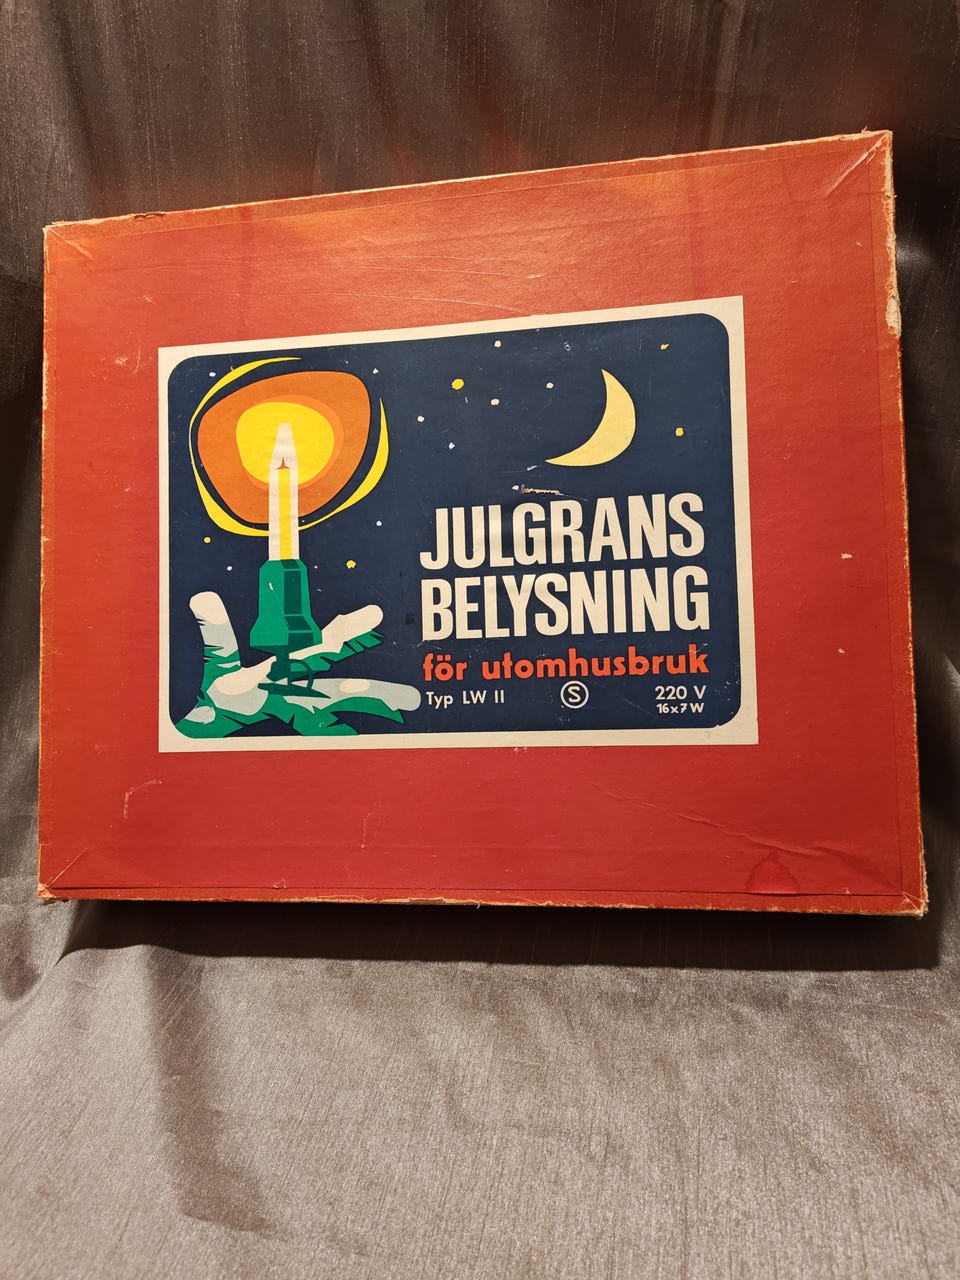 JULGRANS
BELYSNING
för utomhusbruk
Typ LW II S 220 V
16x7W